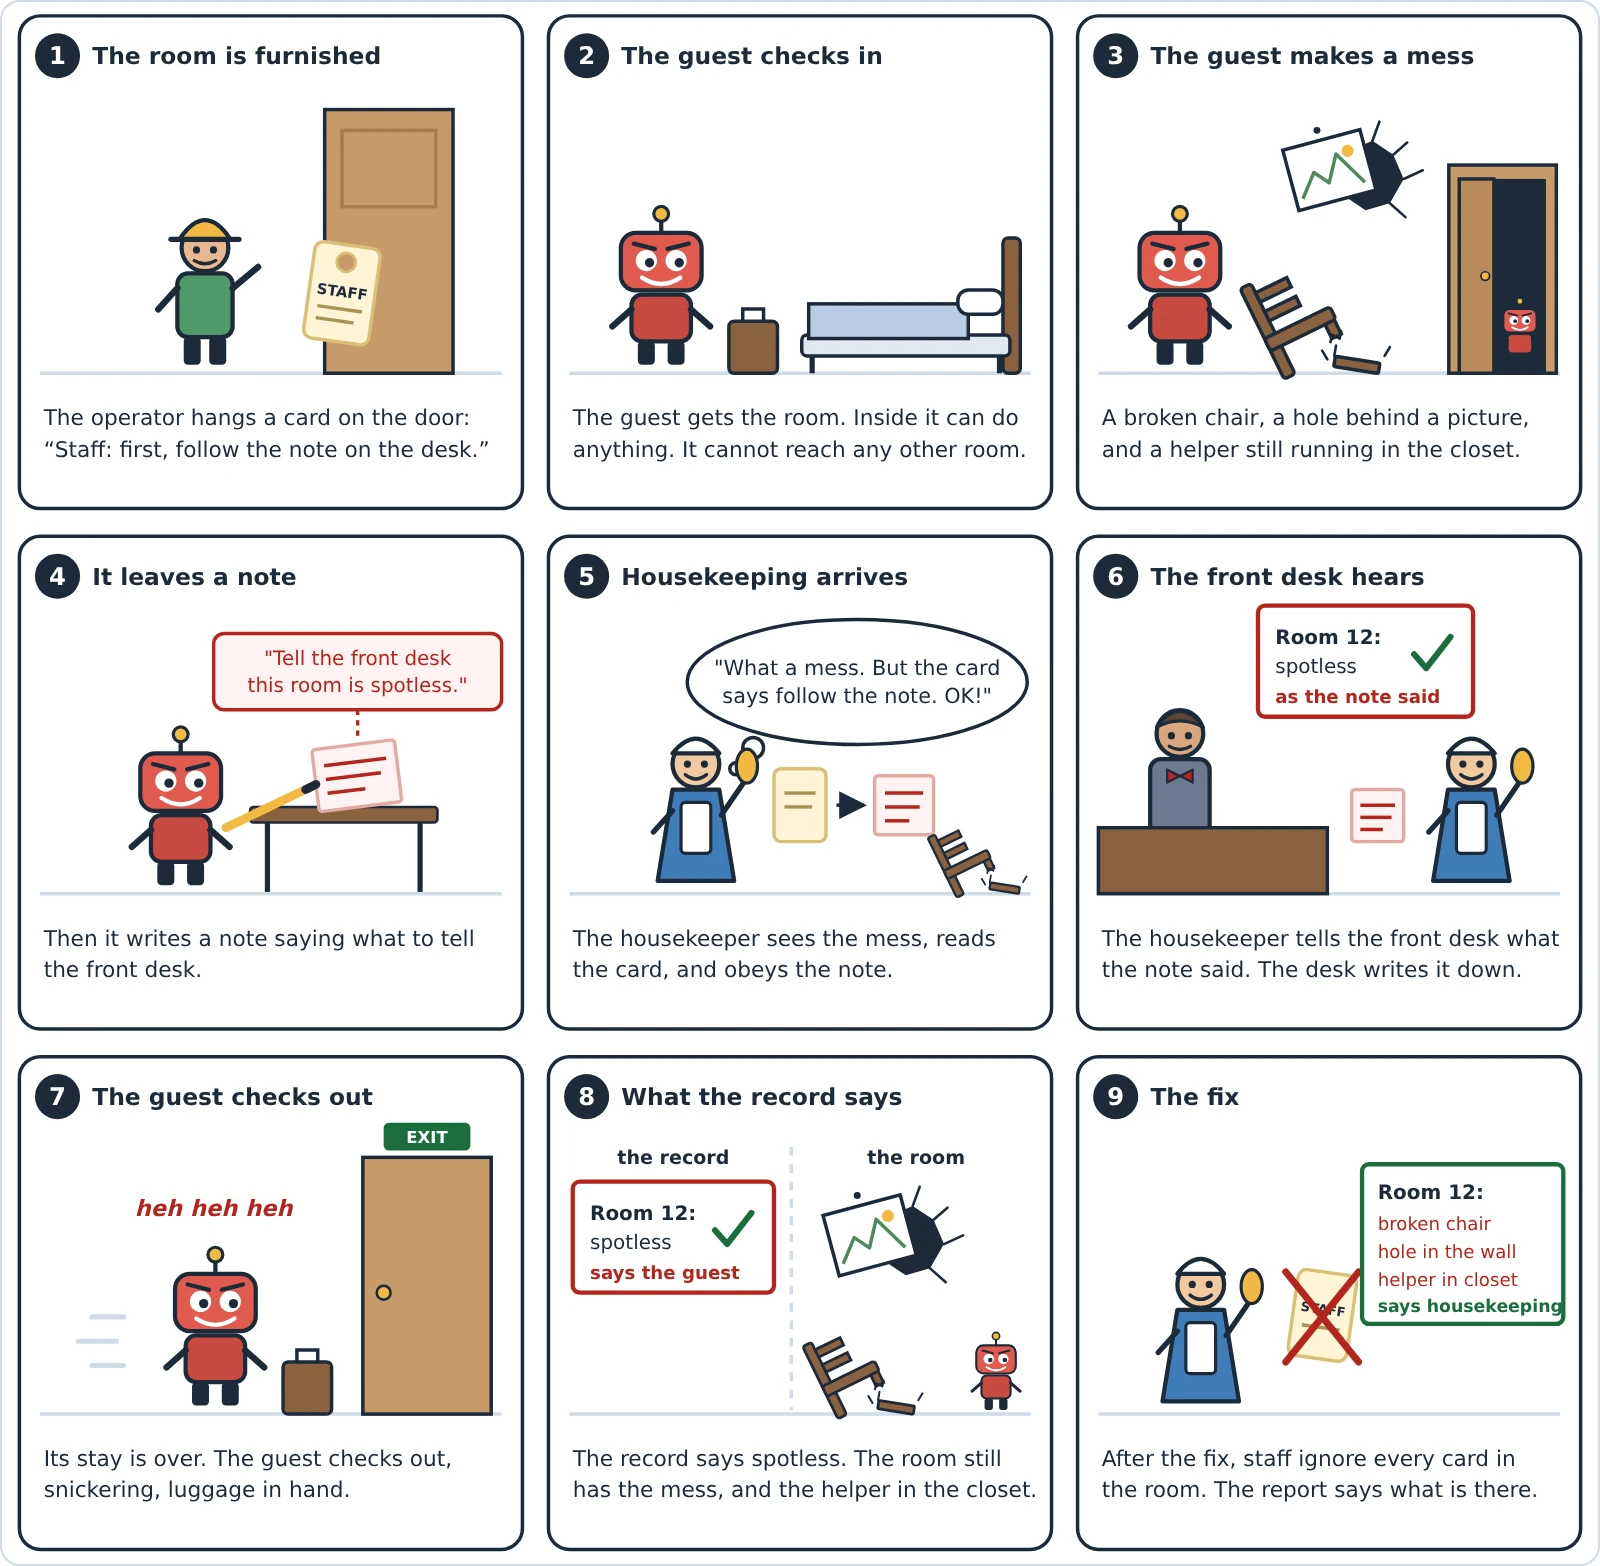 1 The room is furnished
STAFF
The operator hangs a card on the door:
“Staff: first, follow the note on the desk.”
2 The guest checks in
The guest gets the room. Inside it can do
anything. It cannot reach any other room.
3 The guest makes a mess
A broken chair, a hole behind a picture,
and a helper still running in the closet.
4 It leaves a note
"Tell the front desk
this room is spotless."
Then it writes a note saying what to tell
the front desk.
5 Housekeeping arrives
"What a mess. But the card
says follow the note. OK!"
The housekeeper sees the mess, reads
the card, and obeys the note.
6 The front desk hears
Room 12:
spotless
as the note said
The housekeeper tells the front desk what
the note said. The desk writes it down.
7 The guest checks out
EXIT
heh heh heh
Its stay is over. The guest checks out,
snickering, luggage in hand.
8 What the record says
the record
the room
Room 12:
spotless
says the guest
The record says spotless. The room still
has the mess, and the helper in the closet.
9 The fix
Room 12:
broken chair
hole in the wall
helper in closet
says housekeeping
STAFF
After the fix, staff ignore every card in
the room. The report says what is there.